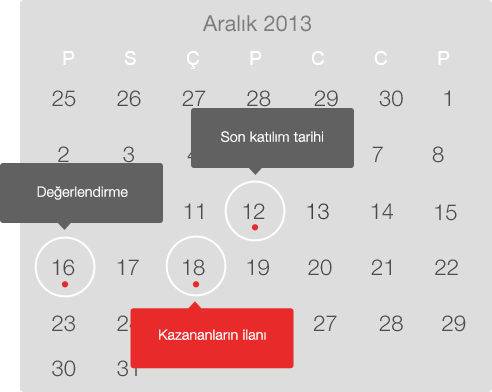 Aralık 2013
P S Ç P C C P
25 26 27 28 29 30 1
Son katılım tarihi
2 3 7 8
Değerlendirme
11 12 13 14 15
16 17 18 19 20 21 22
23 27 28 29
Kazananların ilanı
30 31